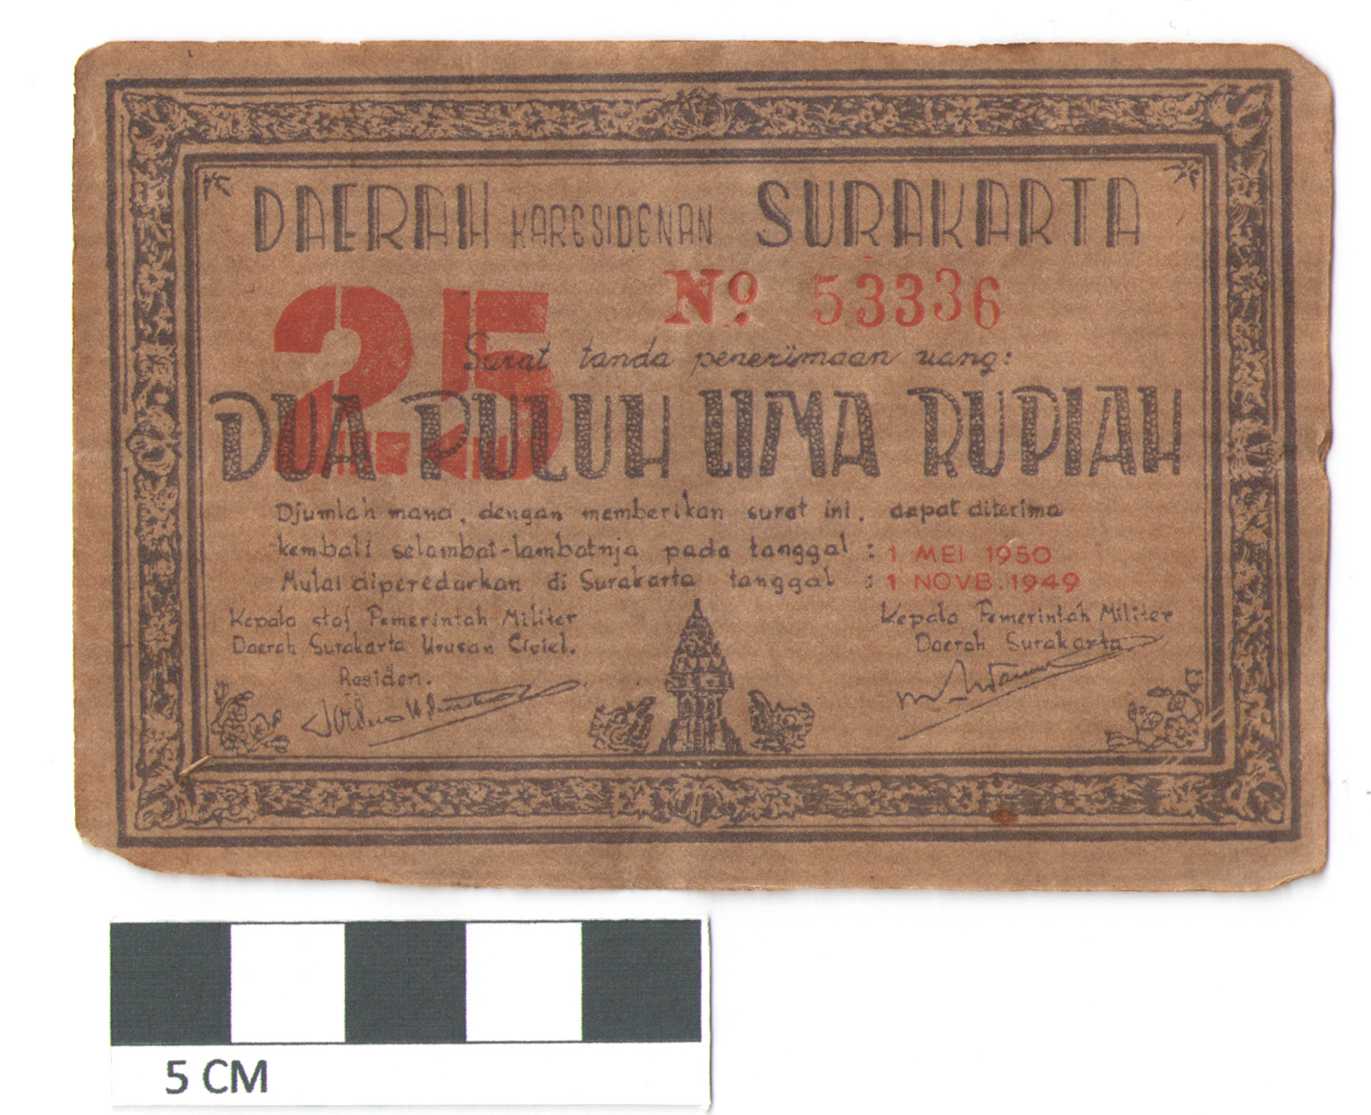 DAERAH KARESIDENAN SURAKARTA
No 53336
25
Surat tanda penerimaan uang:
DUA PULUH LIMA RUPIAH
Djumlah mana, dengan memberikan surat ini, dapat diterima
kembali selambat-lambatnja pada tanggal : 1 MEI 1950
Mulai diperedarkan di Surakarta tanggal : 1 NOVB. 1949
Kepala staf Pemerintah Militer
Daerah Surakarta Urusan Civiel.
Residen.
Kepala Pemerintah Militer
Daerah Surakarta
5 CM